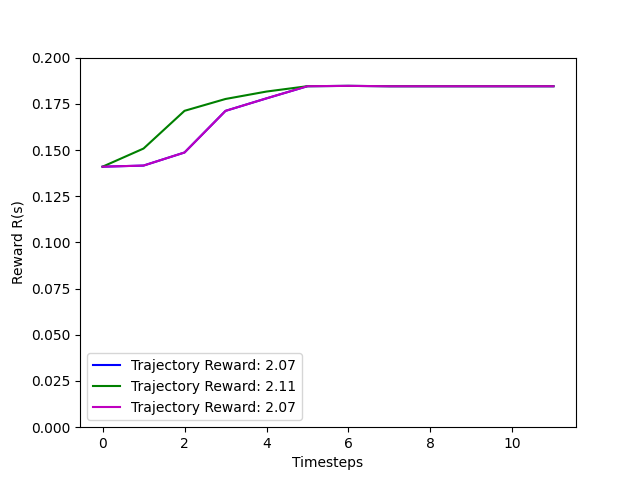 0.200
0.175
0.150
0.125
0.100
0.075
0.050
0.025
0.000
Reward R(s)
Trajectory Reward: 2.07
Trajectory Reward: 2.11
Trajectory Reward: 2.07
0 2 4 6 8 10
Timesteps